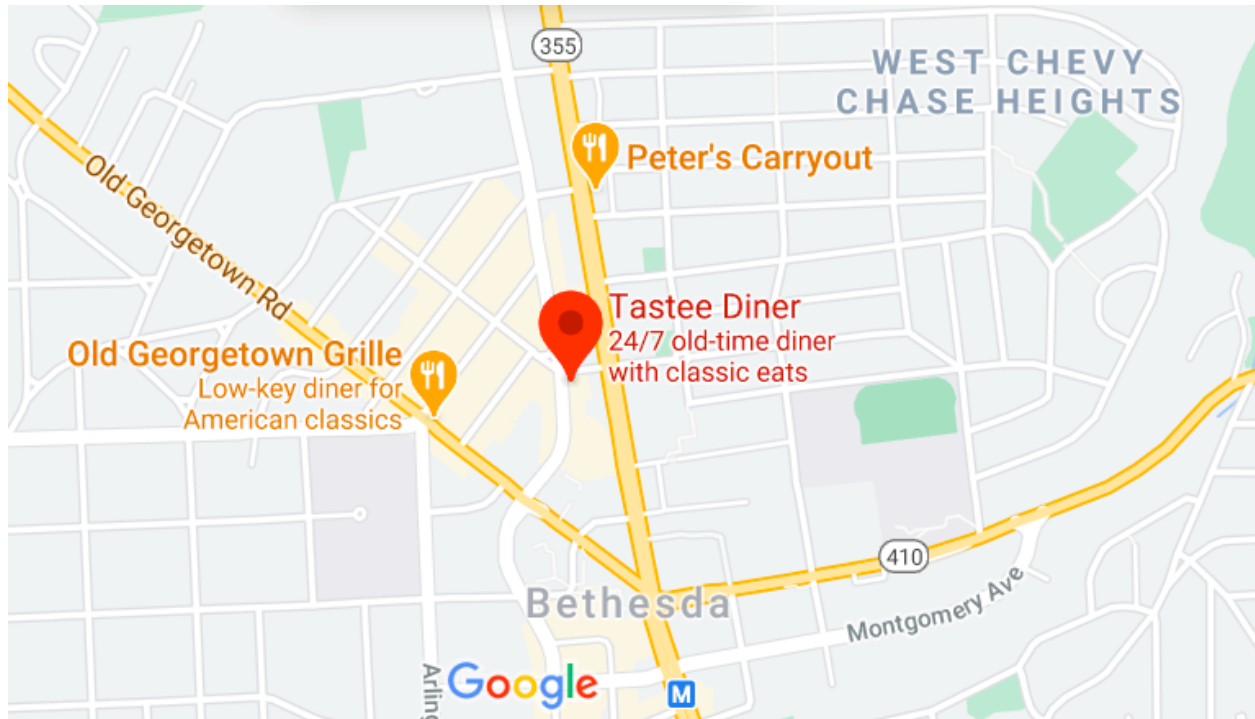 355
WEST CHEVY
CHASE HEIGHTS
Peter's Carryout
Old Georgetown Rd
Tastee Diner
24/7 old-time diner
with classic eats
Old Georgetown Grille
Low-key diner for
American classics
410
Bethesda
Montgomery Ave
Arling
Google
M